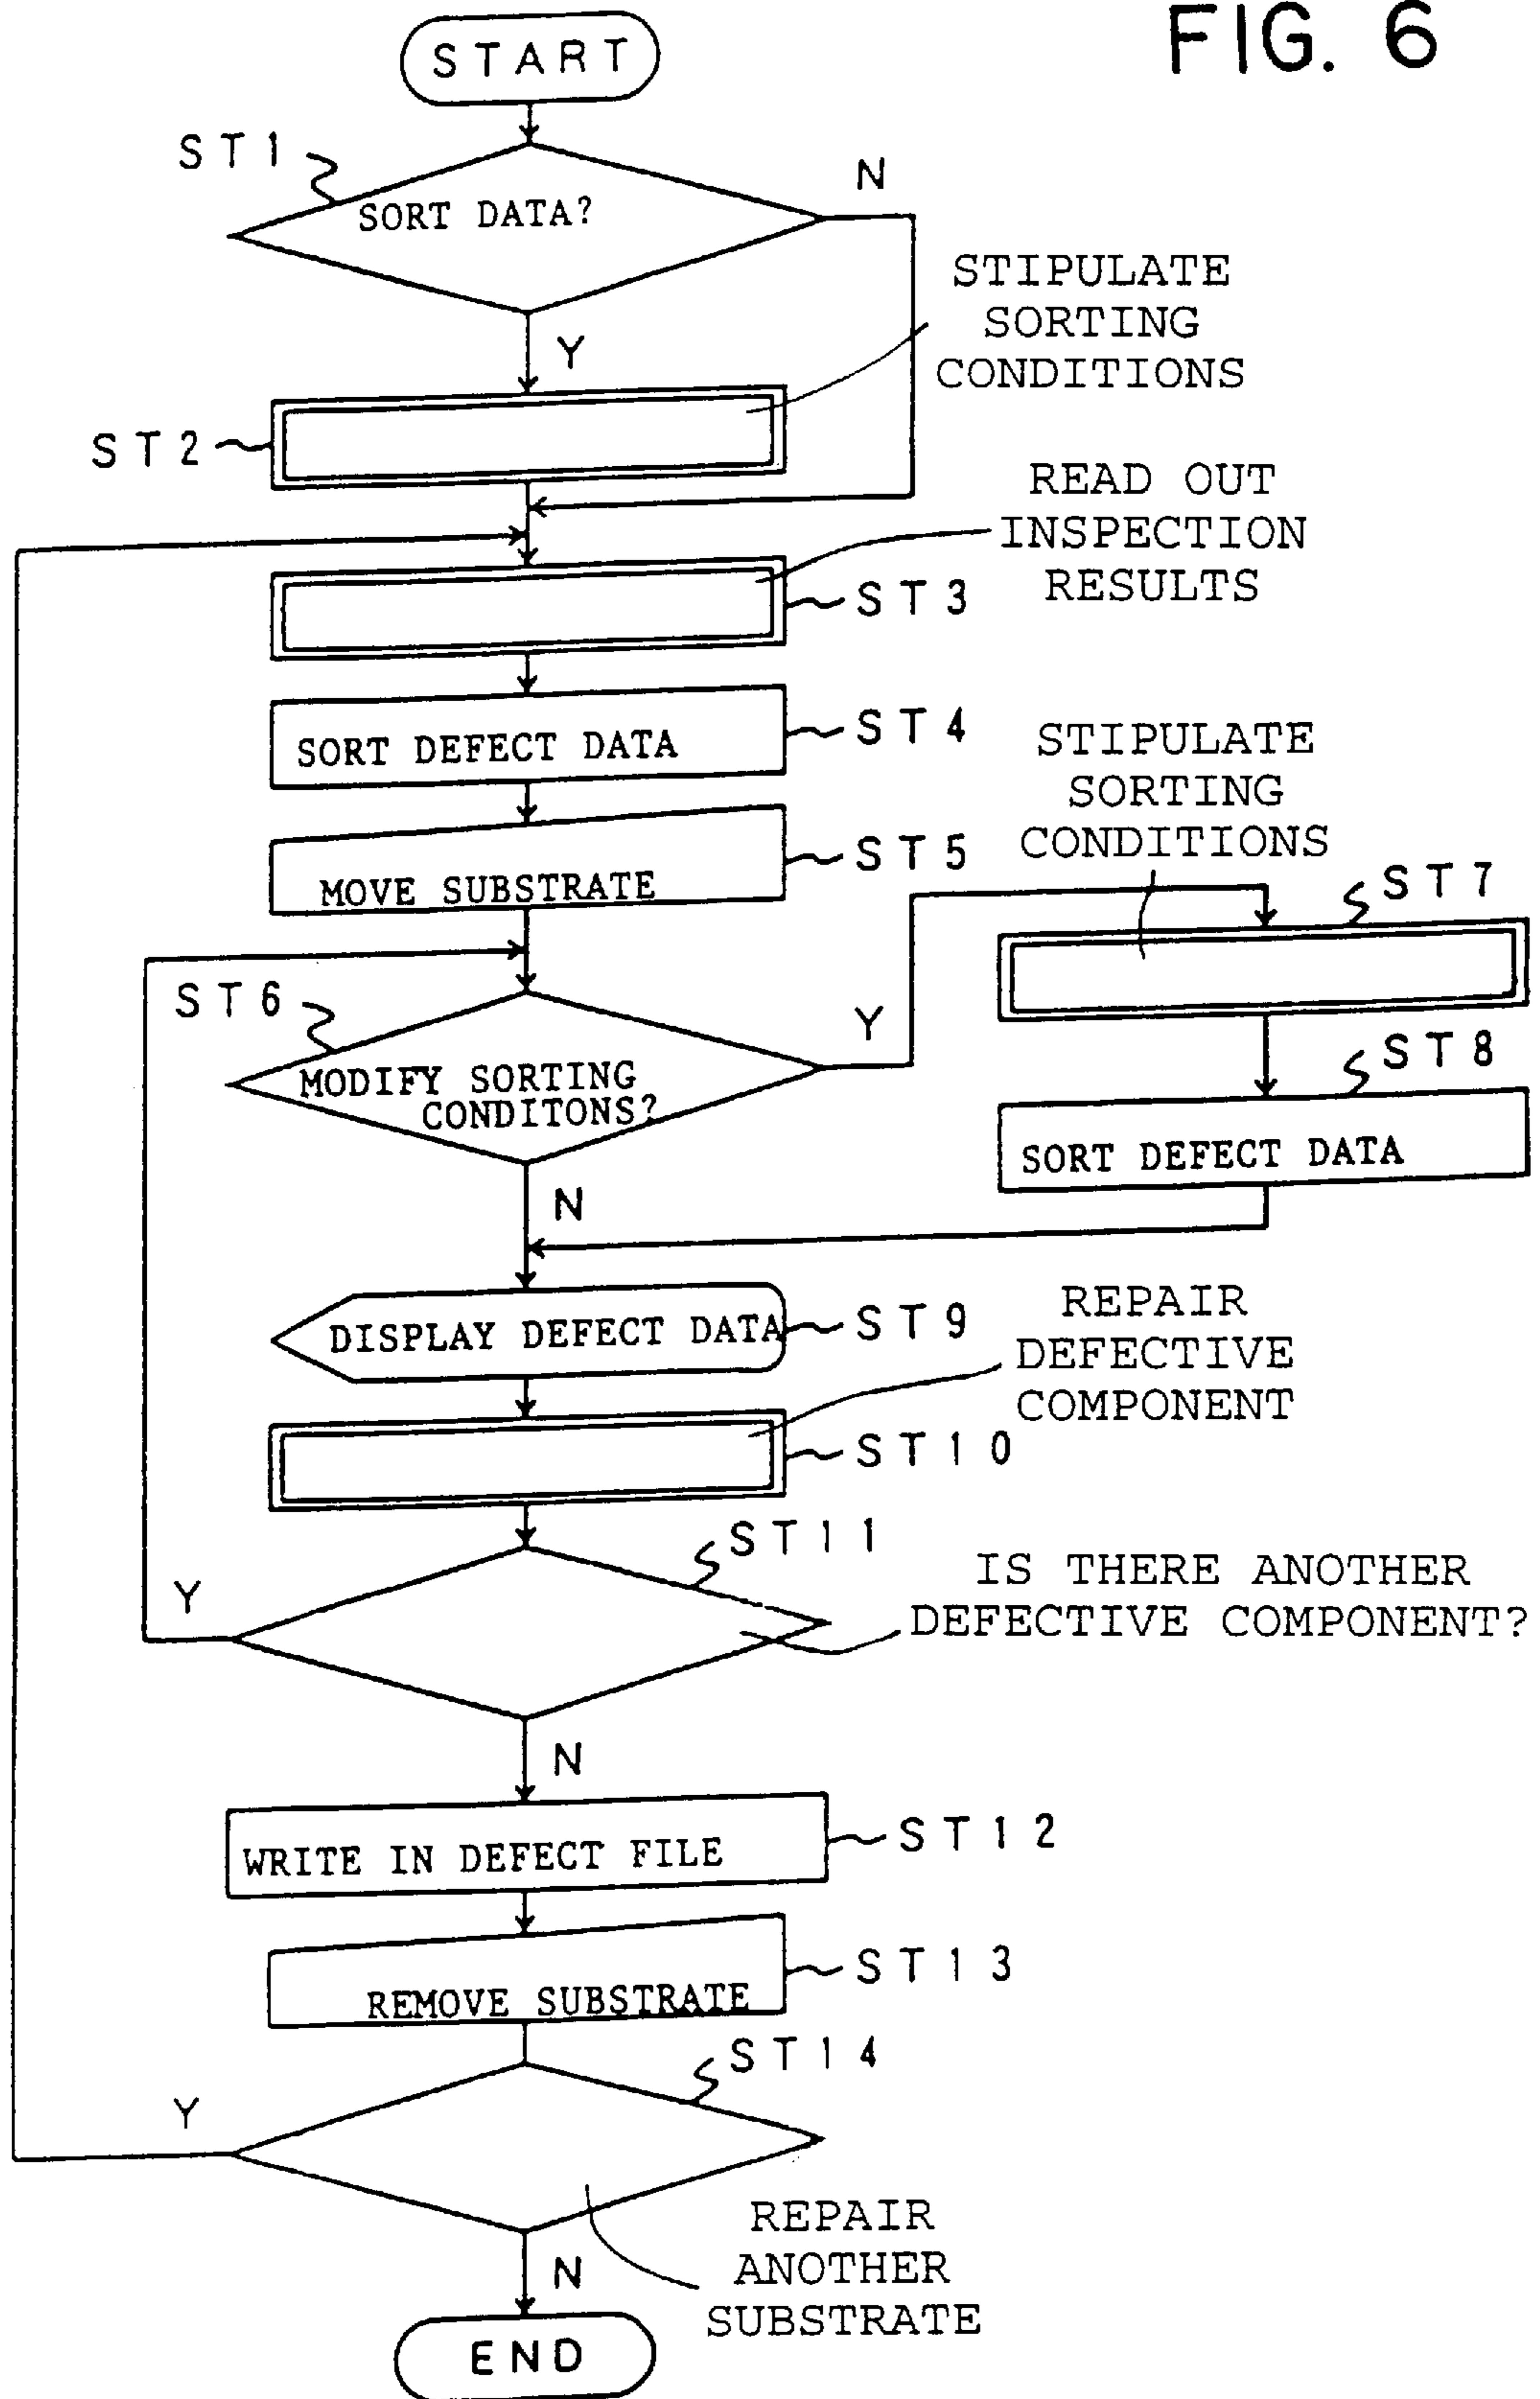 FIG. 6
START
ST1
SORT DATA?
N
STIPULATE
SORTING
CONDITIONS
Y
ST2
READ OUT
INSPECTION
RESULTS
ST3
SORT DEFECT DATA
ST4
STIPULATE
SORTING
CONDITIONS
MOVE SUBSTRATE
ST5
ST7
ST6
MODIFY SORTING
CONDITONS?
Y
ST8
SORT DEFECT DATA
N
DISPLAY DEFECT DATA
ST9
REPAIR
DEFECTIVE
COMPONENT
ST10
ST11
IS THERE ANOTHER
DEFECTIVE COMPONENT?
Y
N
WRITE IN DEFECT FILE
ST12
REMOVE SUBSTRATE
ST13
ST14
Y
REPAIR
ANOTHER
SUBSTRATE
N
END